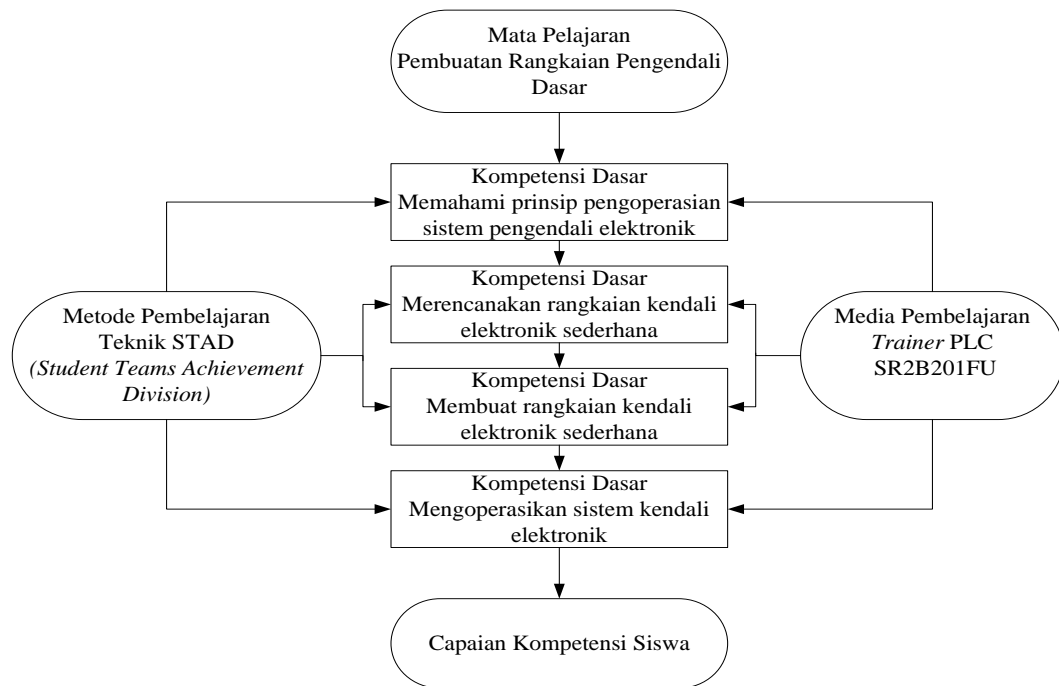 Mata Pelajaran
Pembuatan Rangkaian Pengendali
Dasar
Kompetensi Dasar
Memahami prinsip pengoperasian
sistem pengendali elektronik
Kompetensi Dasar
Merencanakan rangkaian kendali
elektronik sederhana
Metode Pembelajaran
Teknik STAD
(Student Teams Achievement
Division)
Media Pembelajaran
Trainer PLC
SR2B201FU
Kompetensi Dasar
Membuat rangkaian kendali
elektronik sederhana
Kompetensi Dasar
Mengoperasikan sistem kendali
elektronik
Capaian Kompetensi Siswa